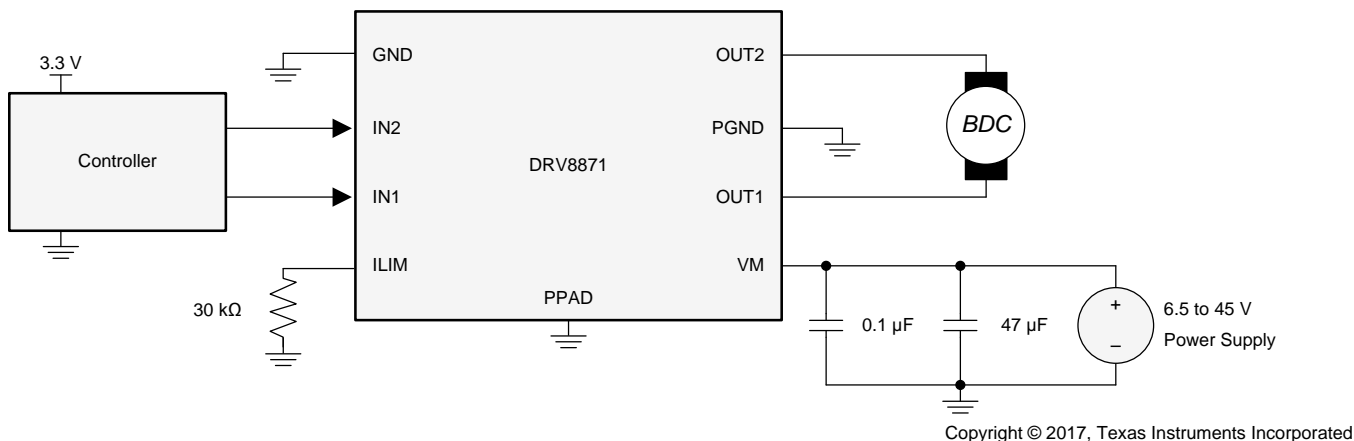 3.3 V
Controller
GND
IN2
IN1
ILIM
DRV8871
PPAD
OUT2
PGND
OUT1
VM
BDC
30 kΩ
0.1 µF
47 µF
+
–
6.5 to 45 V
Power Supply
Copyright © 2017, Texas Instruments Incorporated